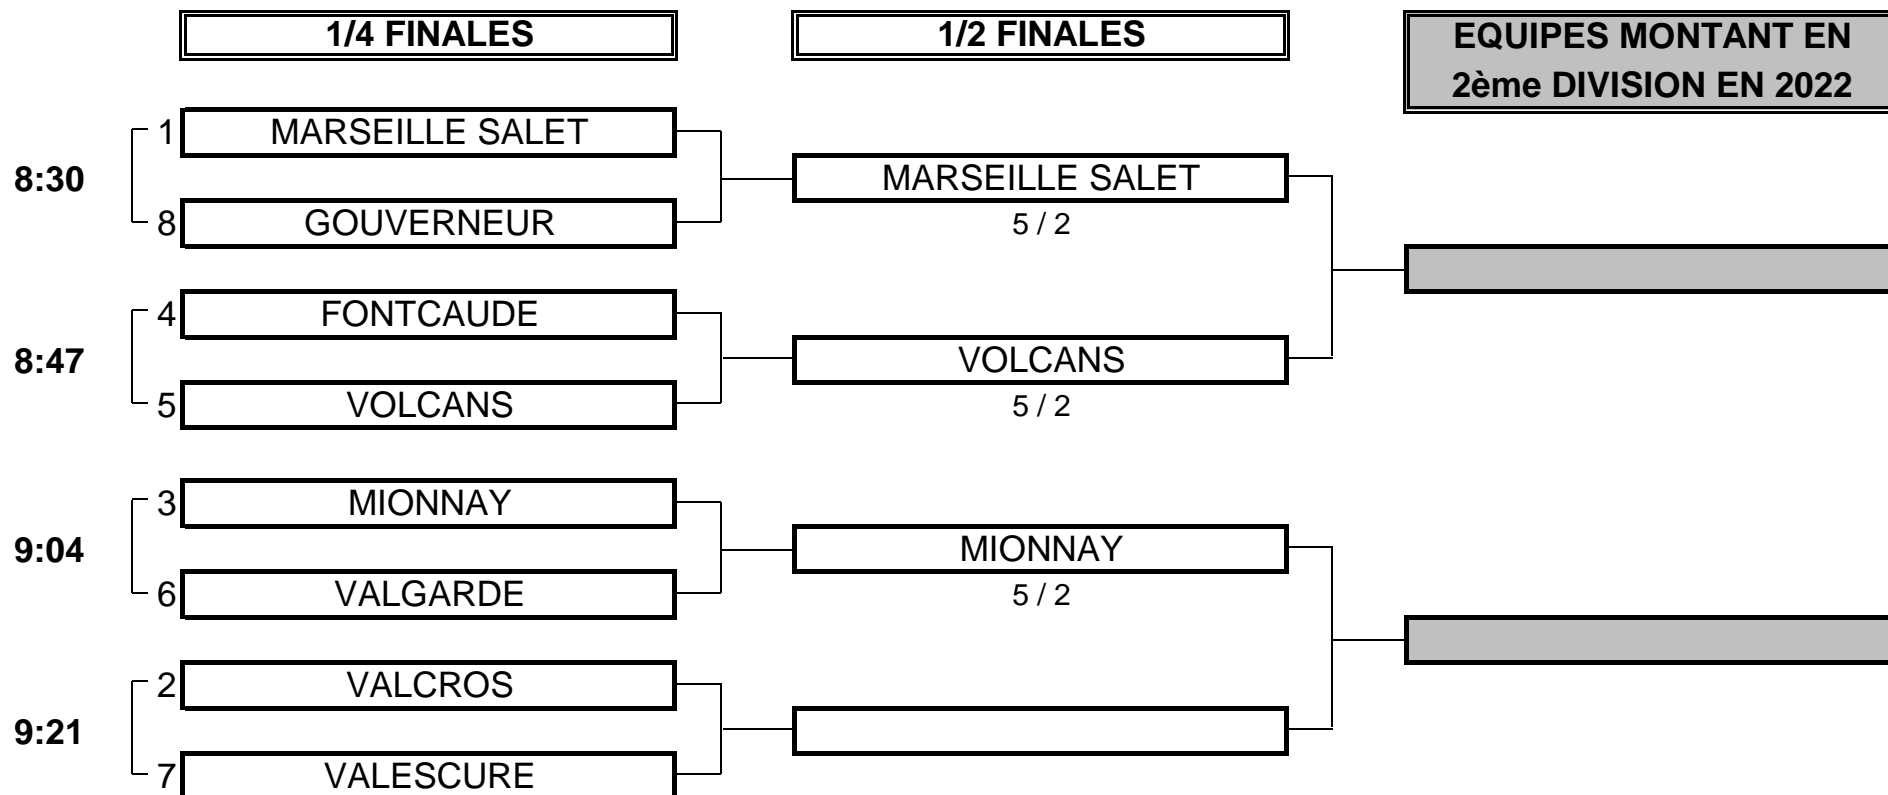 1/4 FINALES
1/2 FINALES
EQUIPES MONTANT EN
2ème DIVISION EN 2022
8:30
1 MARSEILLE SALET
8 GOUVERNEUR
MARSEILLE SALET
5 / 2
8:47
4 FONTCAUDE
5 VOLCANS
VOLCANS
5 / 2
9:04
3 MIONNAY
6 VALGARDE
MIONNAY
5 / 2
9:21
2 VALCROS
7 VALESCURE